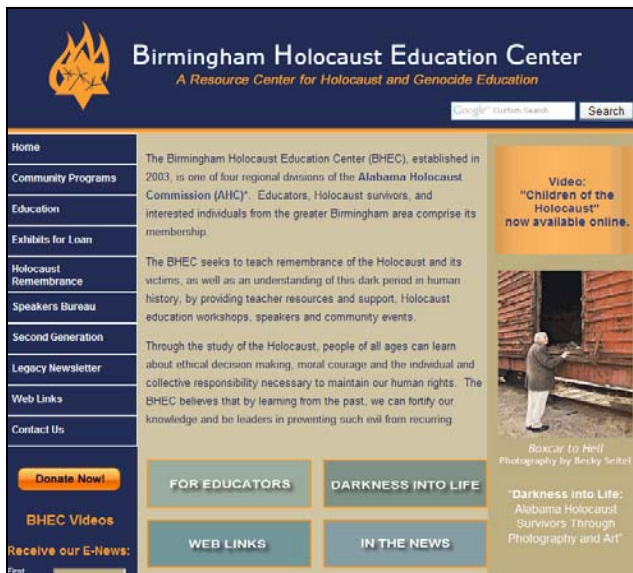 Birmingham Holocaust Education Center
A Resource Center for Holocaust and Genocide Education
Google™ Custom Search
Search
Home
Community Programs
Education
Exhibits for Loan
Holocaust
Remembrance
Speakers Bureau
Second Generation
Legacy Newsletter
Web Links
Contact Us
Donate Now!
BHEC Videos
Receive our E-News:
First
The Birmingham Holocaust Education Center (BHEC), established in
2003, is one of four regional divisions of the Alabama Holocaust
Commission (AHC)*. Educators, Holocaust survivors, and
interested individuals from the greater Birmingham area comprise its
membership.
The BHEC seeks to teach remembrance of the Holocaust and its
victims, as well as an understanding of this dark period in human
history, by providing teacher resources and support, Holocaust
education workshops, speakers and community events.
Through the study of the Holocaust, people of all ages can learn
about ethical decision making, moral courage and the individual and
collective responsibility necessary to maintain our human rights. The
BHEC believes that by learning from the past, we can fortify our
knowledge and be leaders in preventing such evil from recurring.
FOR EDUCATORS
DARKNESS INTO LIFE
WEB LINKS
IN THE NEWS
Video:
"Children of the
Holocaust"
now available online.
Boxcar to Hell
Photography by Becky Seitel
"Darkness into Life:
Alabama Holocaust
Survivors Through
Photography and Art"